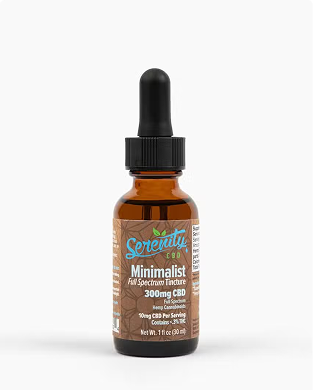 Serenity
CBD
Minimalist
Full Spectrum Tincture
300mg CBD
Full Spectrum
Hemp Cannabinoids
10mg CBD Per Serving
Contains <.3% THC
Net Wt. 1 fl oz (30 ml)